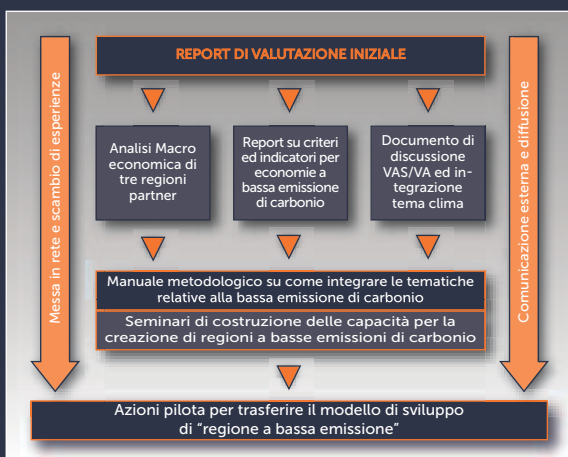 REPORT DI VALUTAZIONE INIZIALE
Messa in rete e scambio di esperienze
Analisi Macro
economica di
tre regioni
partner
Report su criteri
ed indicatori per
economie a
bassa emissione
di carbonio
Documento di
discussione
VAS/VA ed in-
tegrazione
tema clima
Comunicazione esterna e diffusione
Manuale metodologico su come integrare le tematiche
relative alla bassa emissione di carbonio
Seminari di costruzione delle capacità per la
creazione di regioni a basse emissioni di carbonio
Azioni pilota per trasferire il modello di sviluppo
di “regione a bassa emissione”